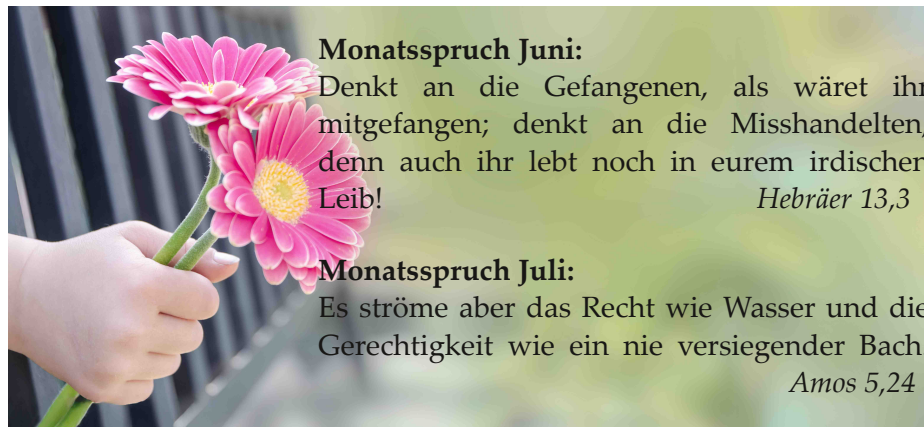 Monatsspruch Juni:
Denkt an die Gefangenen, als wäret ihr
mitgefangen; denkt an die Misshandelten,
denn auch ihr lebt noch in eurem irdischen
Leib! Hebräer 13,3
Monatsspruch Juli:
Es ströme aber das Recht wie Wasser und die
Gerechtigkeit wie ein nie versiegender Bach.
Amos 5,24